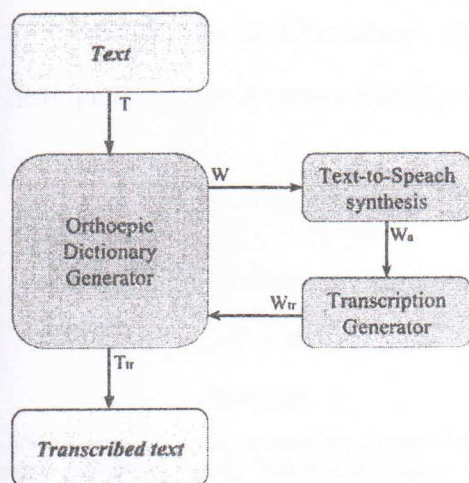 Text
T
W
Text-to-Speach
synthesis
Orthoepic
Dictionary
Generator
Wa
Wtr
Transcription
Generator
Ttr
Transcribed text